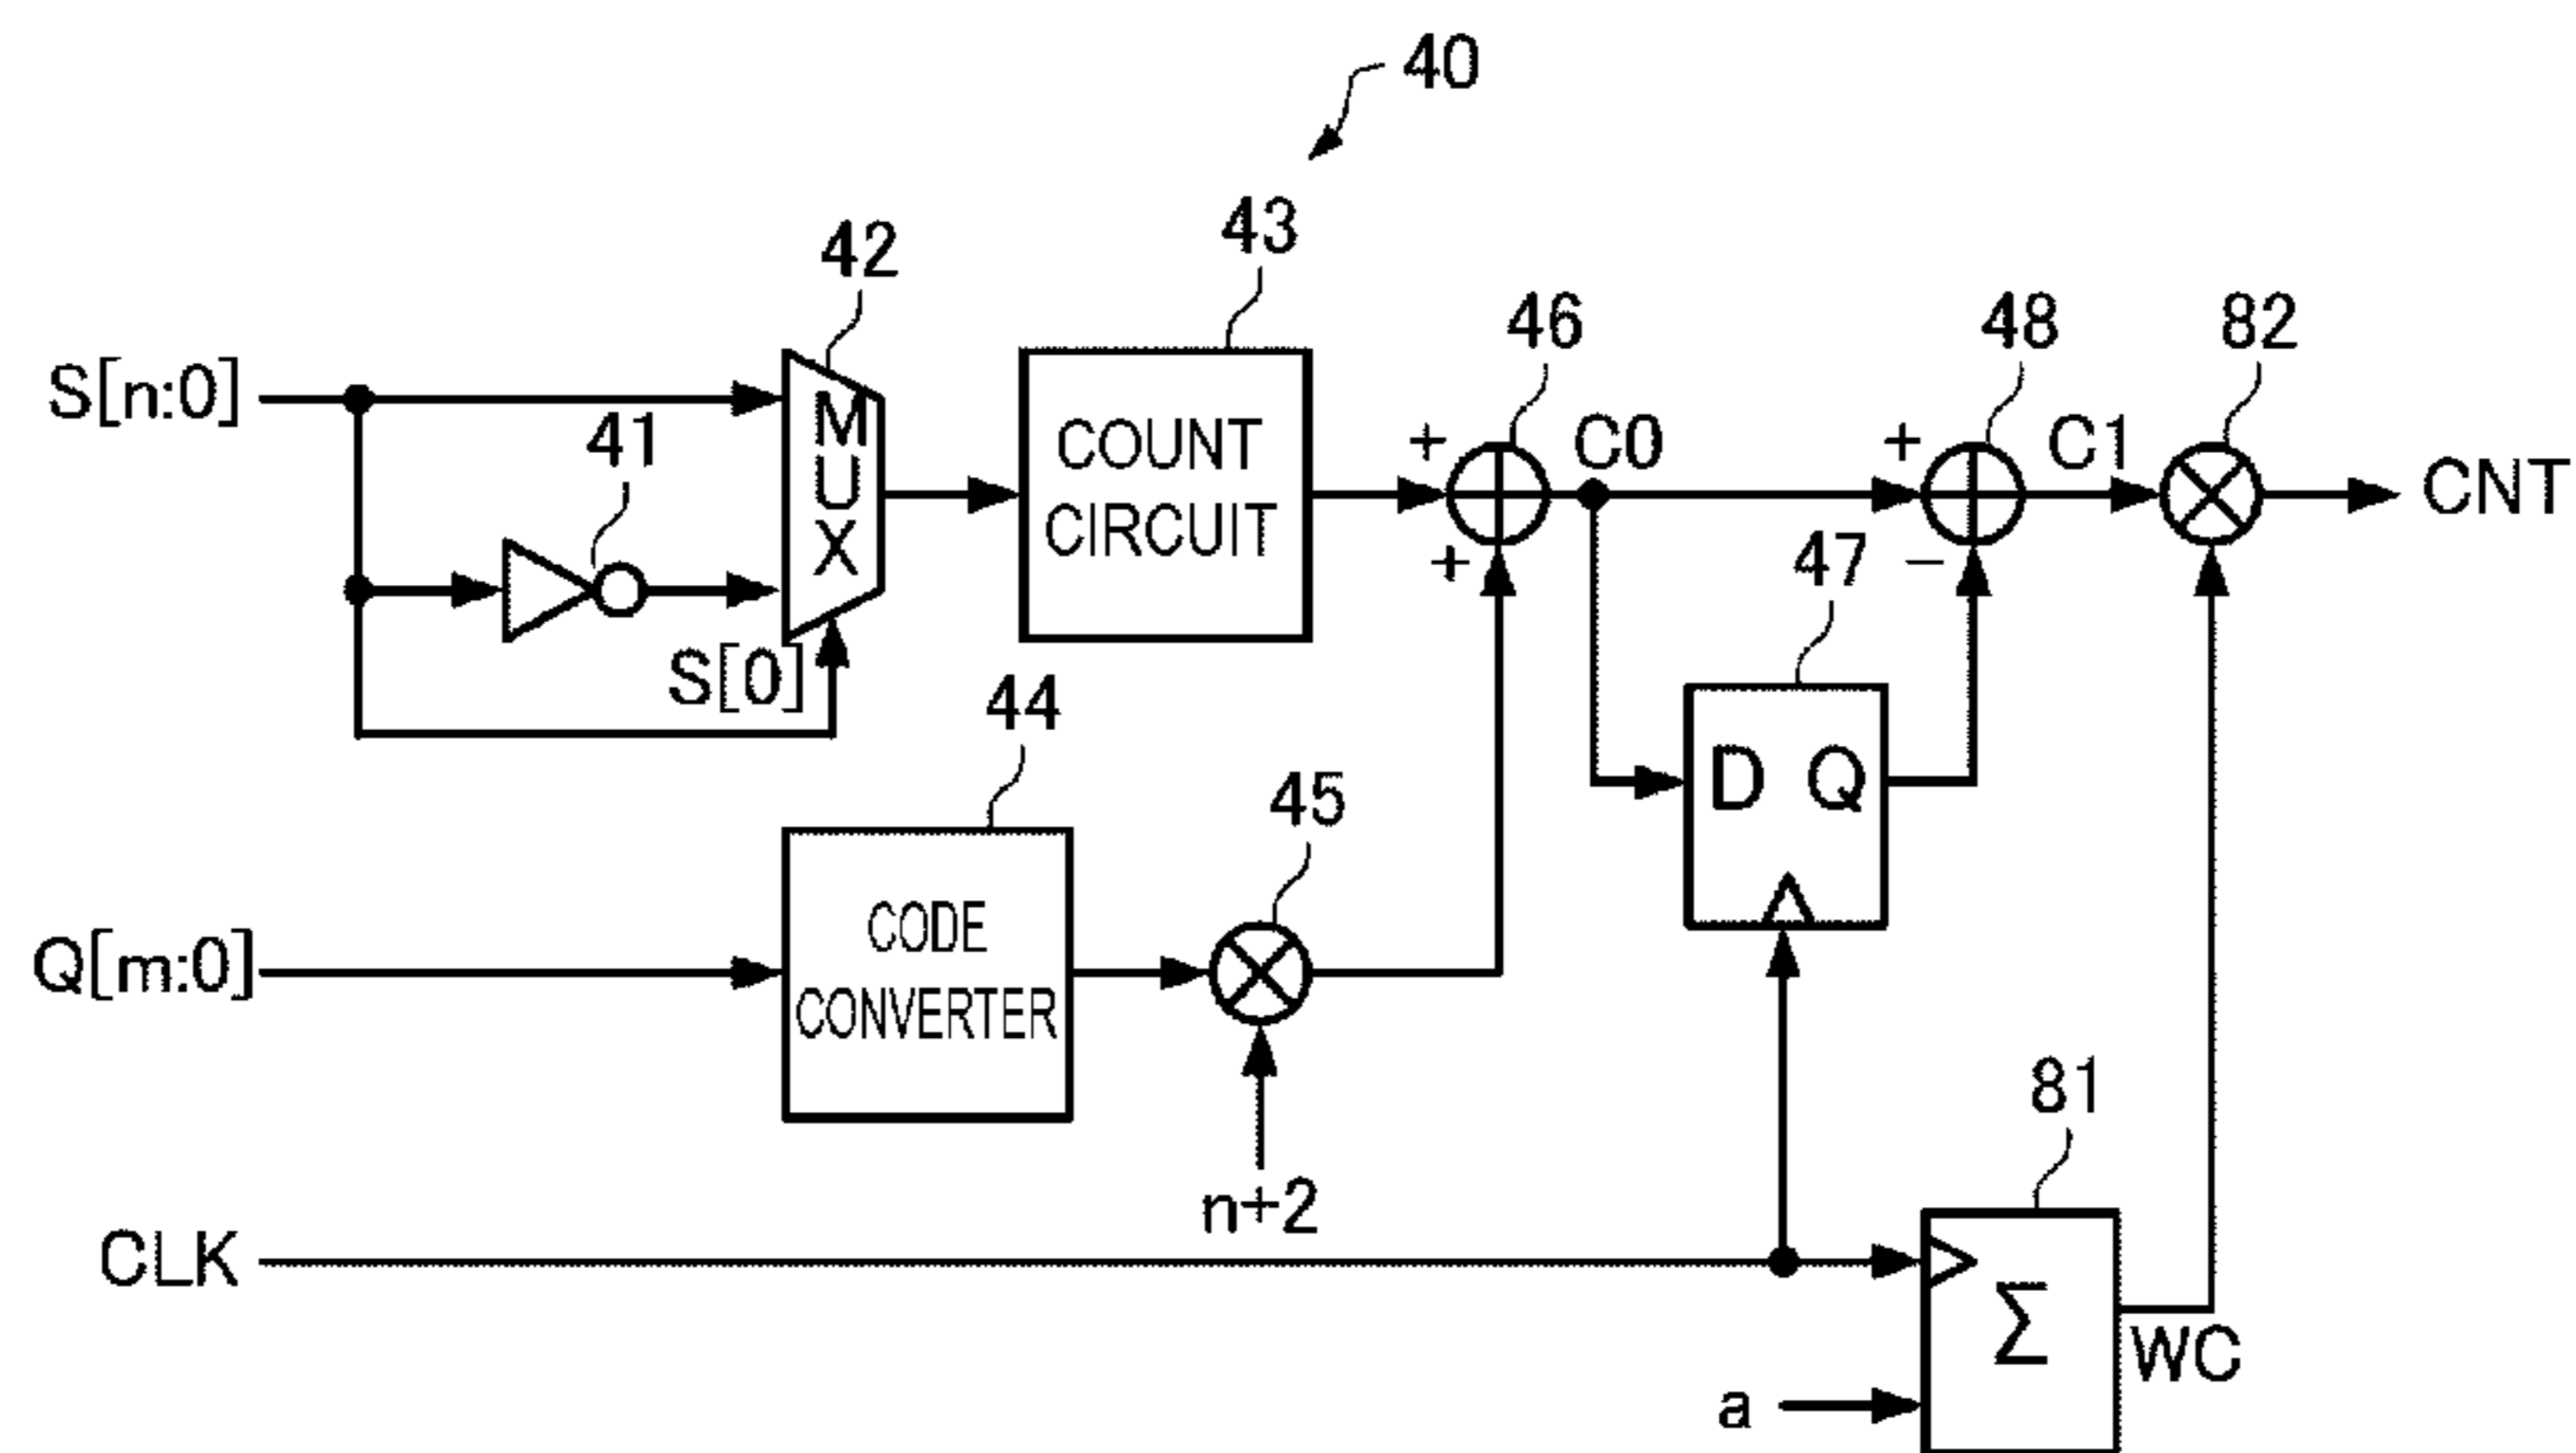 40
43
42
46
48
82
S[n:0]
41
MUX
COUNT
CIRCUIT
+
C0
+
C1
CNT
+
−
47
S[0]
44
D Q
45
Q[m:0]
CODE
CONVERTER
81
n+2
CLK
Σ
WC
a